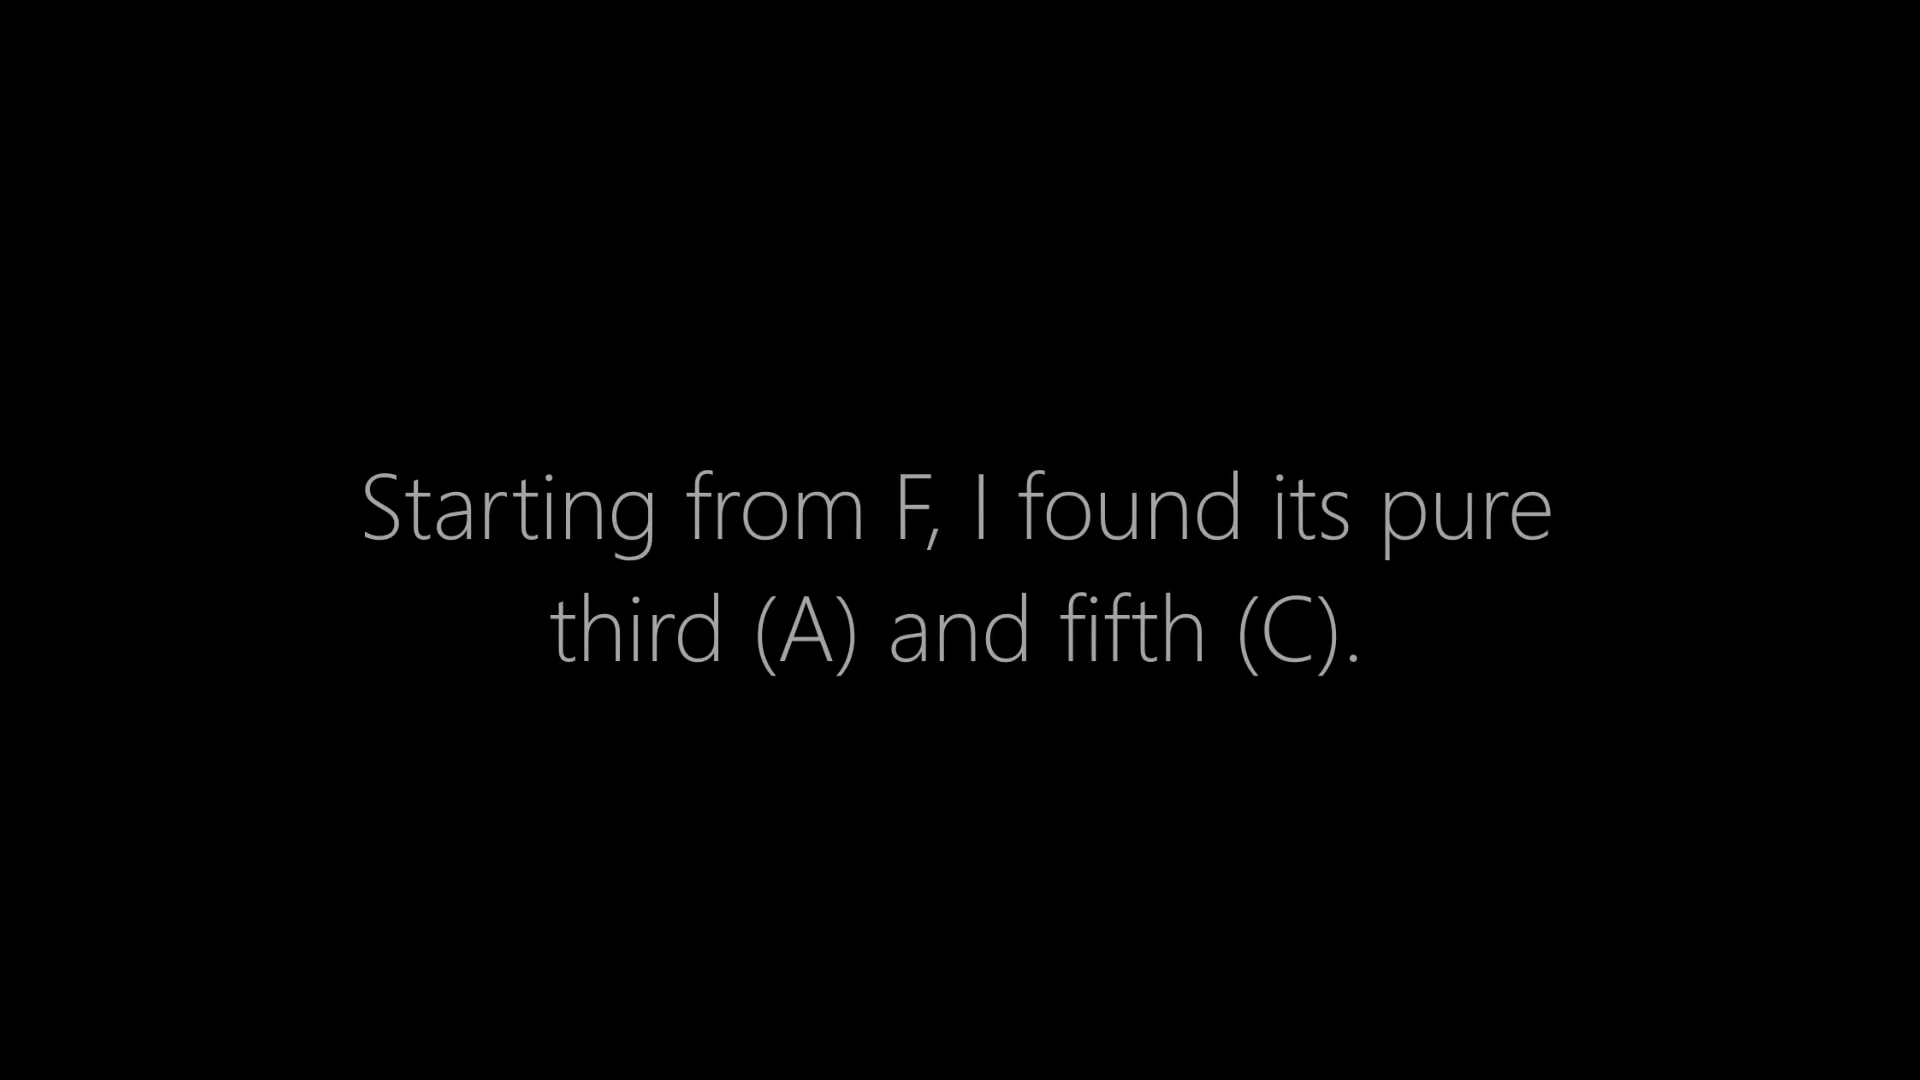 Starting from F, I found its pure
third (A) and fifth (C).